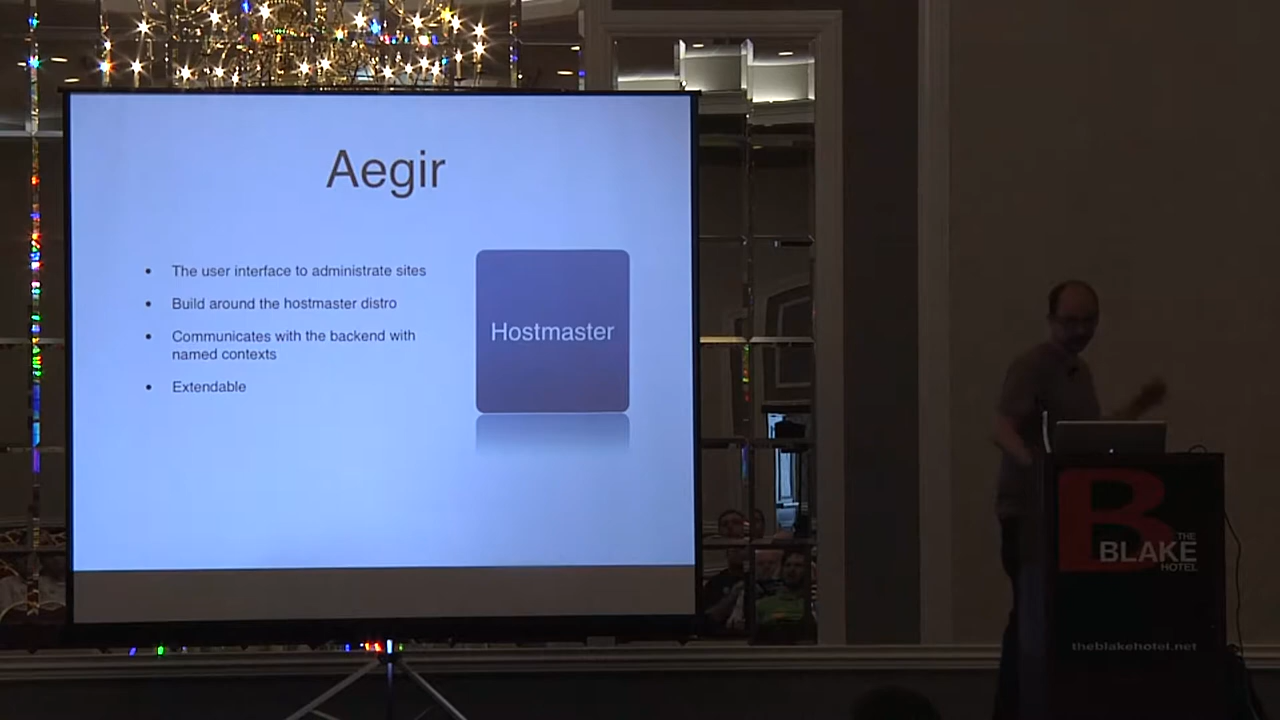 Aegir
• The user interface to administrate sites
• Build around the hostmaster distro
• Communicates with the backend with
named contexts
• Extendable
Hostmaster
B
THE
BLAKE
HOTEL
theblakehotel.net